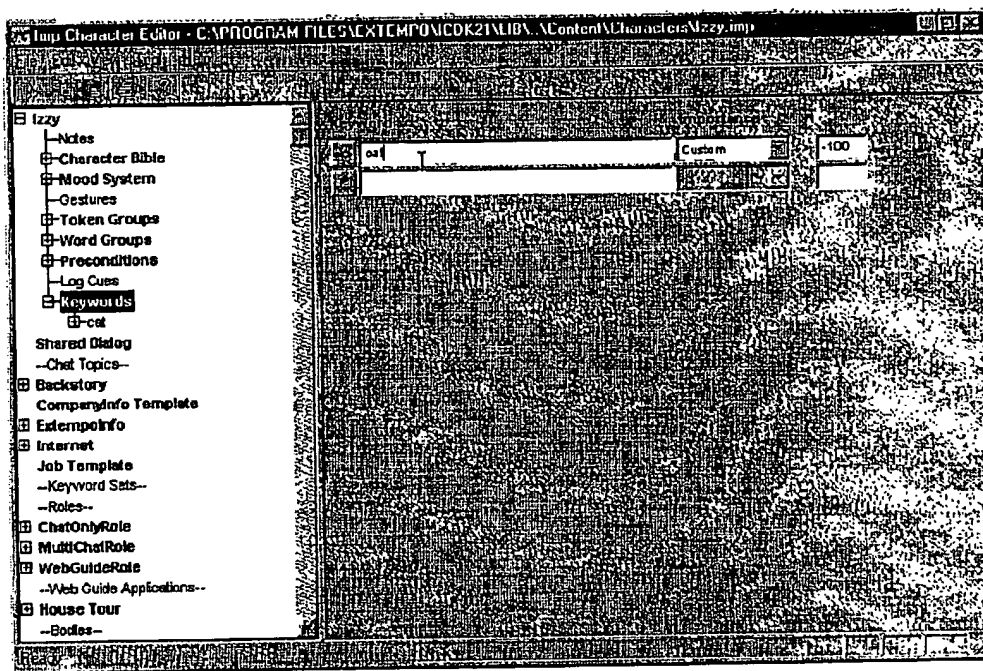 Imp Character Editor - C:\PROGRAM FILES\EXTEMPO\ICDK21\LIB\..\Content\Characters\Izzy.imp
Izzy
Notes
Character Bible
Mood System
Gestures
Token Groups
Word Groups
Preconditions
Log Cues
Keywords
cat
Shared Dialog
--Chat Topics--
Backstory
CompanyInfo Template
ExtempoInfo
Internet
Job Template
--Keyword Sets--
--Roles--
ChatOnlyRole
MultiChatRole
WebGuideRole
--Web Guide Applications--
House Tour
--Bodies--
cat Custom -100